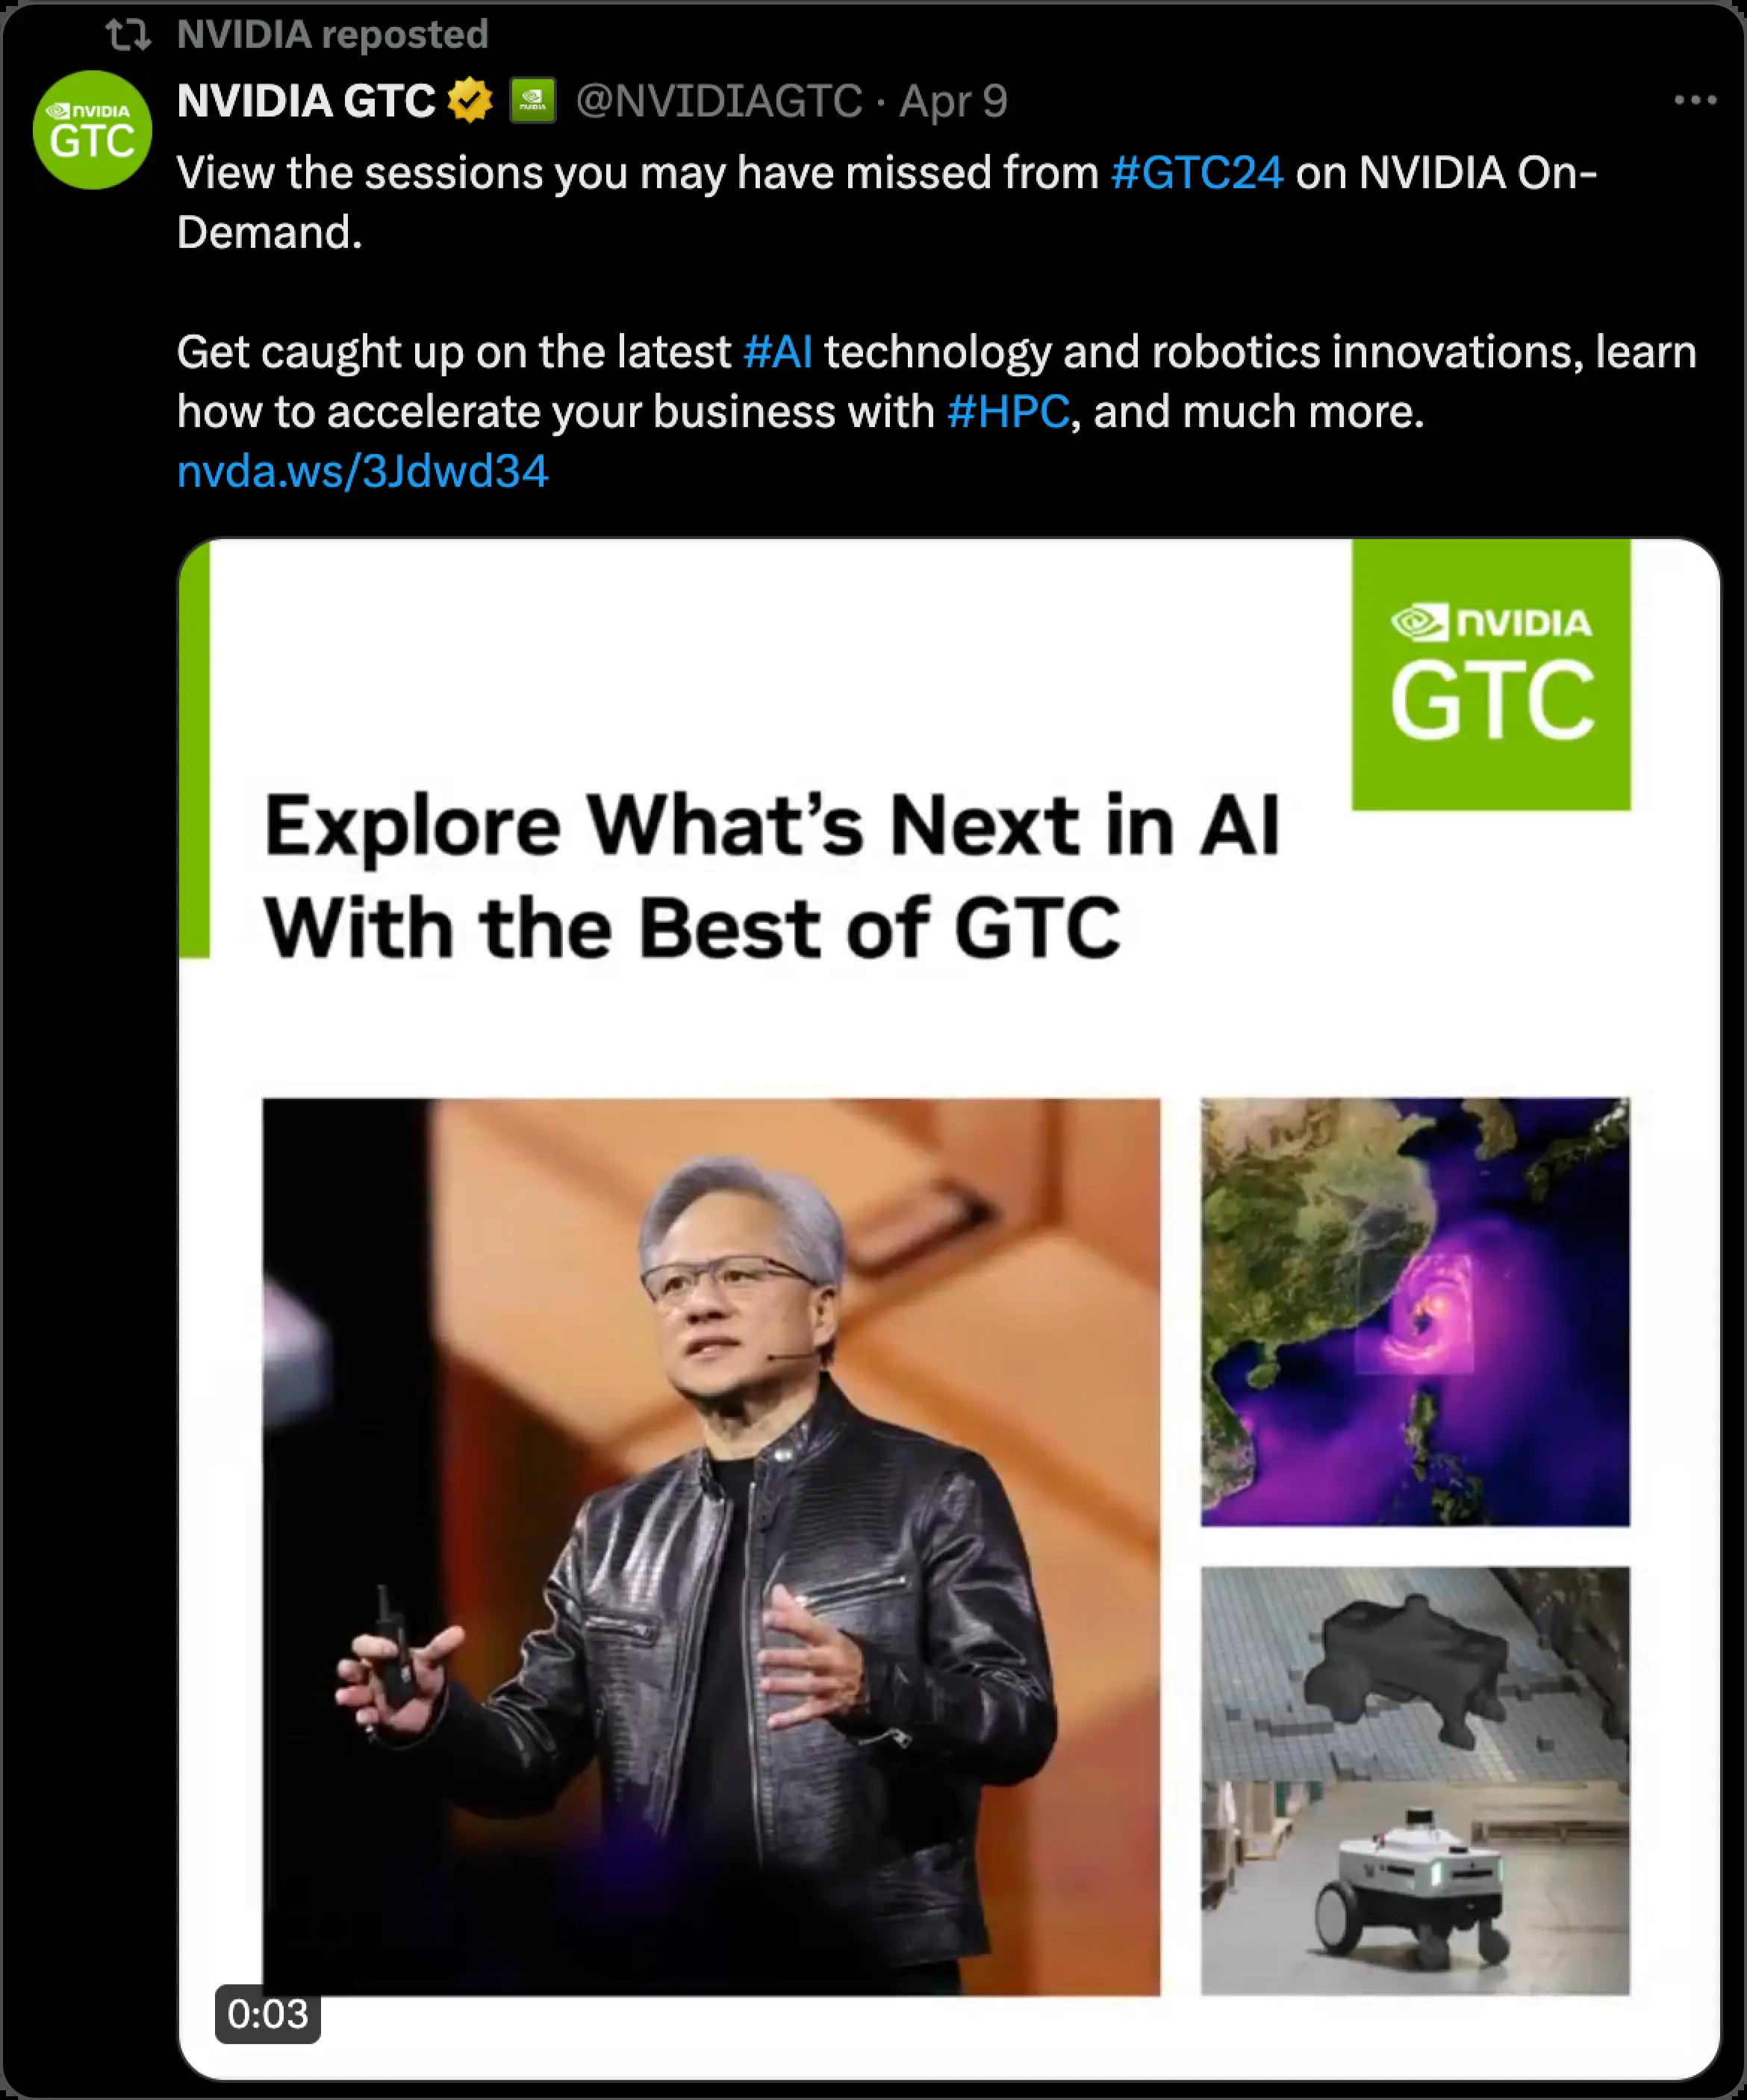 NVIDIA reposted
NVIDIA GTC
NVIDIA GTC @NVIDIAGTC · Apr 9
View the sessions you may have missed from #GTC24 on NVIDIA On-
Demand.
Get caught up on the latest #AI technology and robotics innovations, learn
how to accelerate your business with #HPC, and much more.
nvda.ws/3Jdwd34
NVIDIA
GTC
Explore What’s Next in AI
With the Best of GTC
0:03